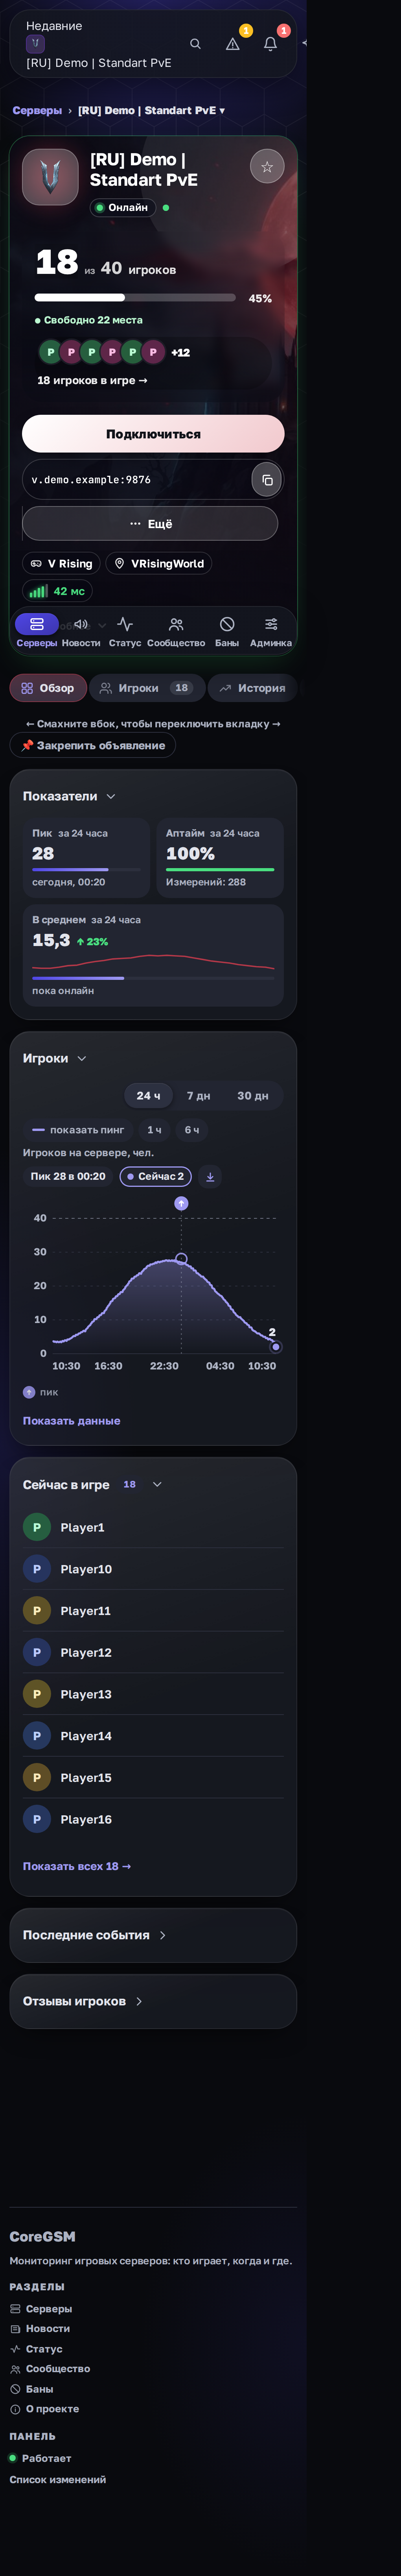 Недавние
[RU] Demo | Standart PvE
1
1
Серверы › [RU] Demo | Standart PvE ▾
[RU] Demo |
Standart PvE
Онлайн
18 из 40 игроков
45%
Свободно 22 места
P P P P P P +12
18 игроков в игре →
Подключиться
v.demo.example:9876
··· Ещё
V Rising
VRisingWorld
42 мс
Серверы Новости Статус Сообщество Баны Админка
Обзор Игроки 18 История
← Смахните вбок, чтобы переключить вкладку →
📌 Закрепить объявление
Показатели
Пик за 24 часа
28
сегодня, 00:20
Аптайм за 24 часа
100%
Измерений: 288
В среднем за 24 часа
15,3 ↑ 23%
пока онлайн
Игроки
24 ч 7 дн 30 дн
показать пинг 1 ч 6 ч
Игроков на сервере, чел.
Пик 28 в 00:20 Сейчас 2
40
30
20
10
0
2
10:30 16:30 22:30 04:30 10:30
пик
Показать данные
Сейчас в игре 18
P Player1
P Player10
P Player11
P Player12
P Player13
P Player14
P Player15
P Player16
Показать всех 18 →
Последние события
Отзывы игроков
CoreGSM
Мониторинг игровых серверов: кто играет, когда и где.
РАЗДЕЛЫ
Серверы
Новости
Статус
Сообщество
Баны
О проекте
ПАНЕЛЬ
Работает
Список изменений